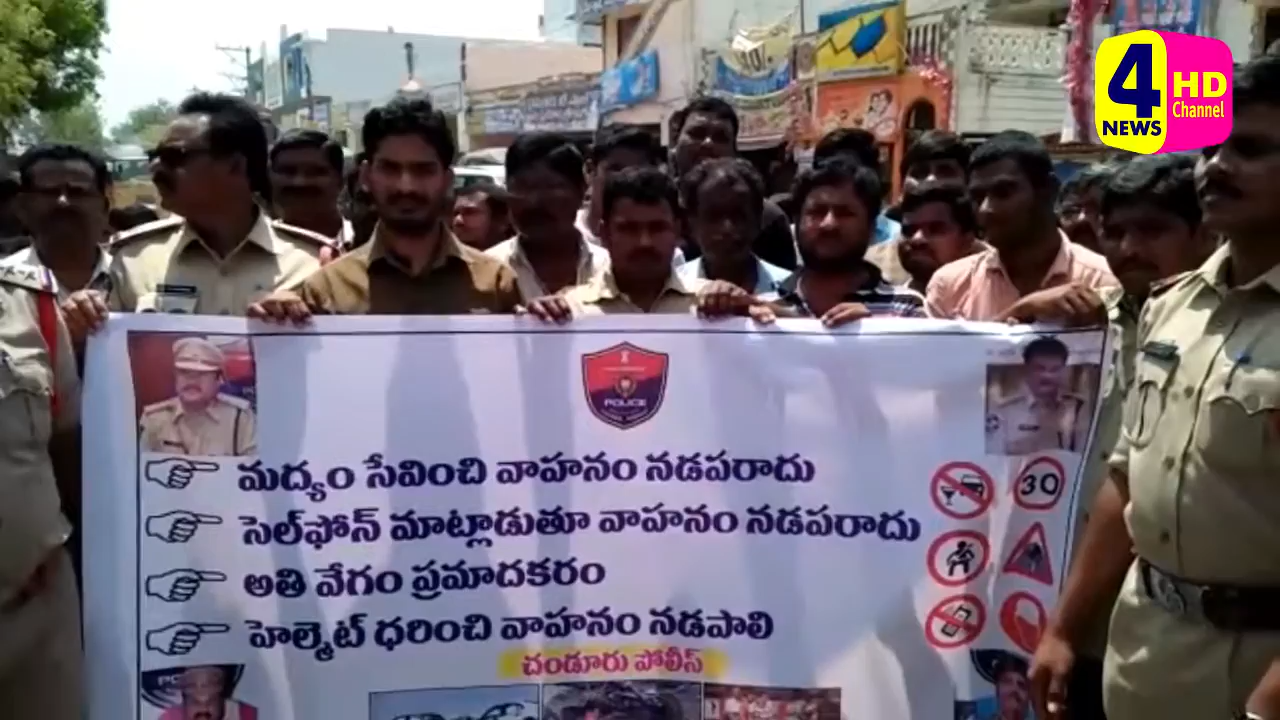 4 HD
NEWS Channel
POLICE
మద్యం సేవించి వాహనం నడపరాదు
సెల్‌ఫోన్ మాట్లాడుతూ వాహనం నడపరాదు
30
అతి వేగం ప్రమాదకరం
హెల్మెట్ ధరించి వాహనం నడపాలి
చండూరు పోలీస్